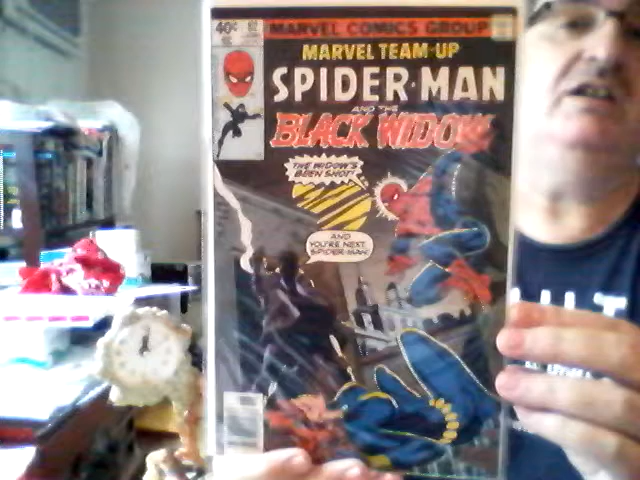 40¢ 82
MARVEL COMICS GROUP
MARVEL TEAM-UP
SPIDER-MAN
AND THE
BLACK WIDOW
THE WIDOW'S
BEEN SHOT!
AND
YOU'RE NEXT,
SPIDER-MAN!